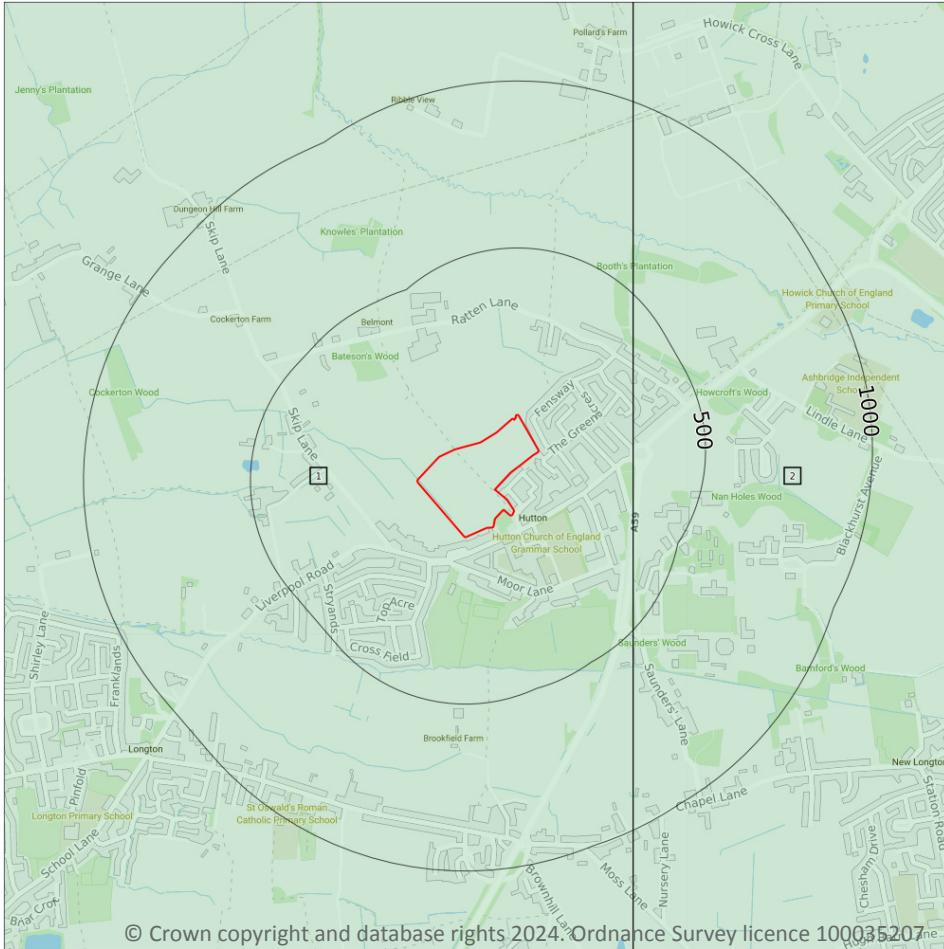 Pollard's Farm
Howick Cross Lane
Jenny's Plantation
Ribble View
Dungeon Hill Farm
Skip Lane
Knowles' Plantation
Grange Lane
Booth's Plantation
Howick Church of England
Primary School
Ratten Lane
Cockerton Farm
Belmont
Bateson's Wood
Ashbridge Independent
School
Cockerton Wood
Fensway
Howcroft's Wood
1000
Lindle Lane
Skip Lane
The Greens
Acres
500
1
2
Nan Holes Wood
Blackhurst Avenue
Hutton
A59
Hutton Church of England
Grammar School
Liverpool Road
Moor Lane
Stryands
Top Acre
Shirley Lane
Franklands
Cross Field
Saunders' Wood
Saunders' Lane
Bamford's Wood
Brookfield Farm
Longton
New Longton
Pinfold
Station Road
Chapel Lane
Longton Primary School
St Oswald's Roman
Catholic Primary School
School Lane
Chesham Drive
Nursery Lane
Moss Lane
Brownhill Lane
Briar Croft
© Crown copyright and database rights 2024. Ordnance Survey licence 100035207